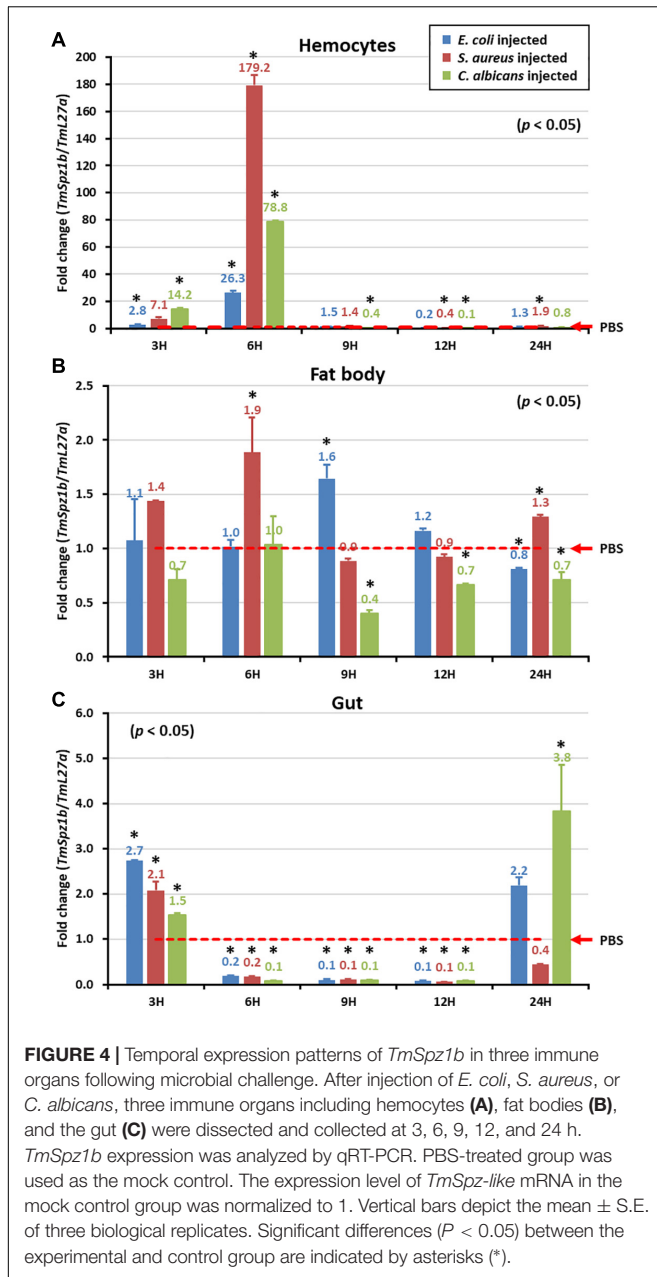 A
Hemocytes
E. coli injected
S. aureus injected
C. albicans injected
(p < 0.05)
Fold change (TmSpz1b/TmL27a)
200
180
160
140
120
100
80
60
40
20
0
* 2.8
7.1
* 14.2
* 26.3
* 179.2
* 78.8
1.5
1.4
* 0.4
0.2
* 0.4
* 0.1
1.3
* 1.9
0.8
PBS
3H 6H 9H 12H 24H
B
Fat body
(p < 0.05)
Fold change (TmSpz1b/TmL27a)
2.5
2.0
1.5
1.0
0.5
0.0
1.1
1.4
0.7
1.0
* 1.9
1.0
* 1.6
0.9
* 0.4
1.2
0.9
* 0.7
* 0.8
* 1.3
* 0.7
PBS
3H 6H 9H 12H 24H
C
Gut
(p < 0.05)
Fold change (TmSpz1b/TmL27a)
6.0
5.0
4.0
3.0
2.0
1.0
0.0
* 2.7
* 2.1
* 1.5
* 0.2
* 0.2
* 0.1
* 0.1
* 0.1
* 0.1
* 0.1
* 0.1
* 0.1
2.2
0.4
* 3.8
PBS
3H 6H 9H 12H 24H
FIGURE 4 | Temporal expression patterns of TmSpz1b in three immune
organs following microbial challenge. After injection of E. coli, S. aureus, or
C. albicans, three immune organs including hemocytes (A), fat bodies (B),
and the gut (C) were dissected and collected at 3, 6, 9, 12, and 24 h.
TmSpz1b expression was analyzed by qRT-PCR. PBS-treated group was
used as the mock control. The expression level of TmSpz-like mRNA in the
mock control group was normalized to 1. Vertical bars depict the mean ± S.E.
of three biological replicates. Significant differences (P < 0.05) between the
experimental and control group are indicated by asterisks (*).